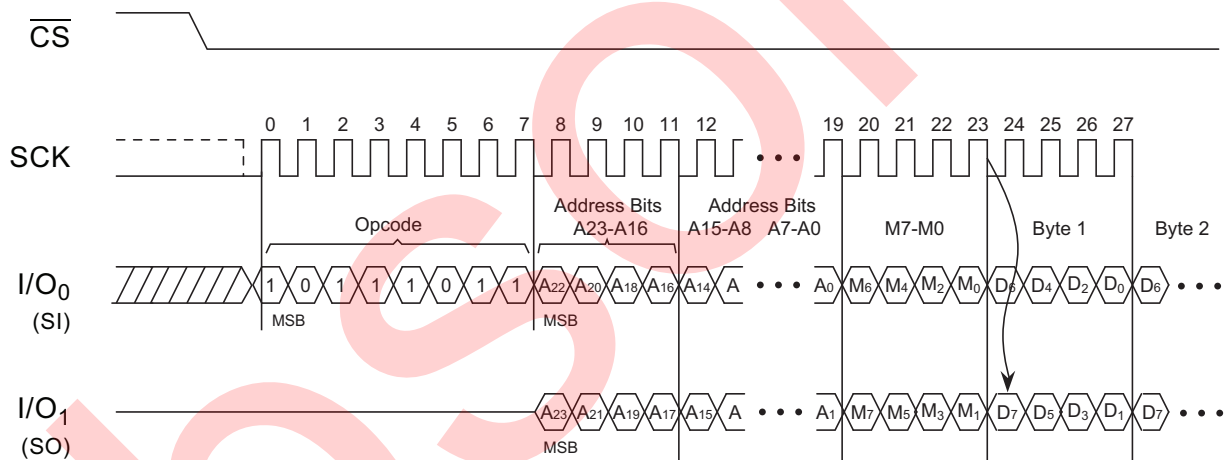 CS
0 1 2 3 4 5 6 7 8 9 10 11 12 19 20 21 22 23 24 25 26 27
SCK
Opcode
Address Bits
A23-A16
Address Bits
A15-A8 A7-A0
M7-M0
Byte 1
Byte 2
I/O0
(SI)
1 0 1 1 1 0 1 1 A22 A20 A18 A16 A14 A A0 M6 M4 M2 M0 D6 D4 D2 D0 D6
MSB MSB
I/O1
(SO)
A23 A21 A19 A17 A15 A A1 M7 M5 M3 M1 D7 D5 D3 D1 D7
MSB